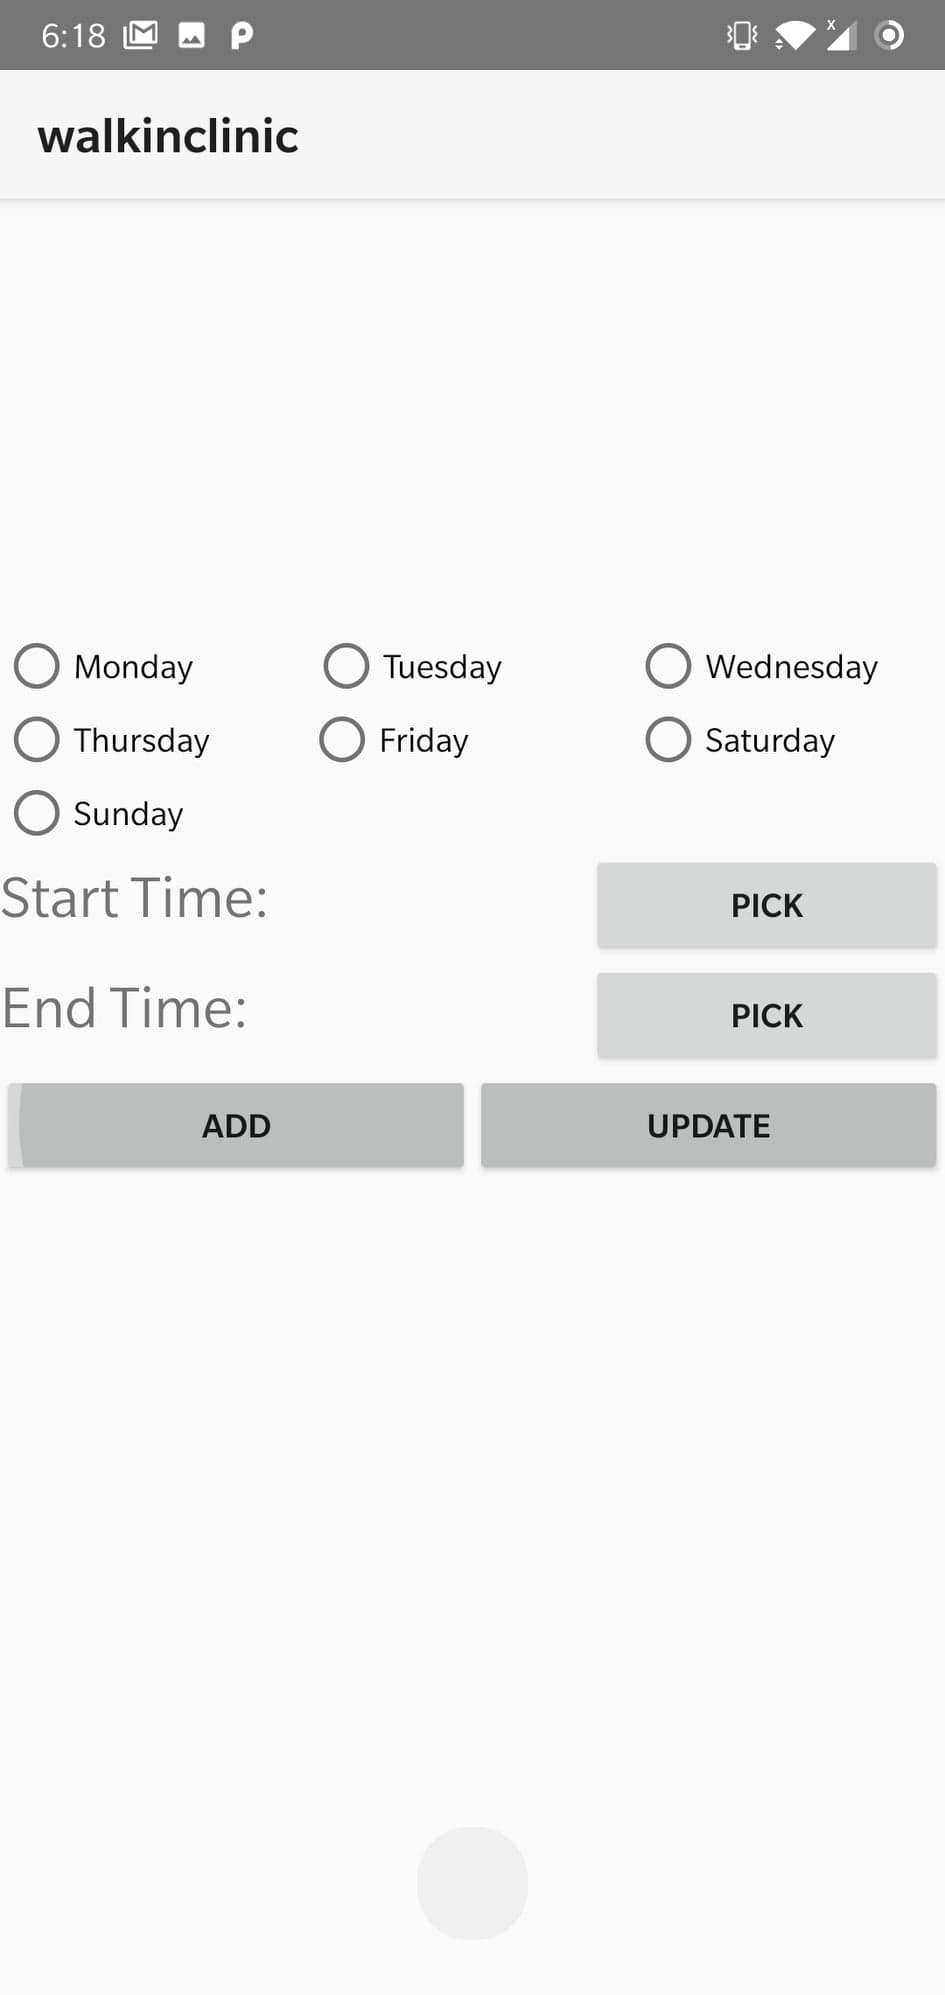 6:18
walkinclinic
Monday Tuesday Wednesday
Thursday Friday Saturday
Sunday
Start Time: PICK
End Time: PICK
ADD UPDATE